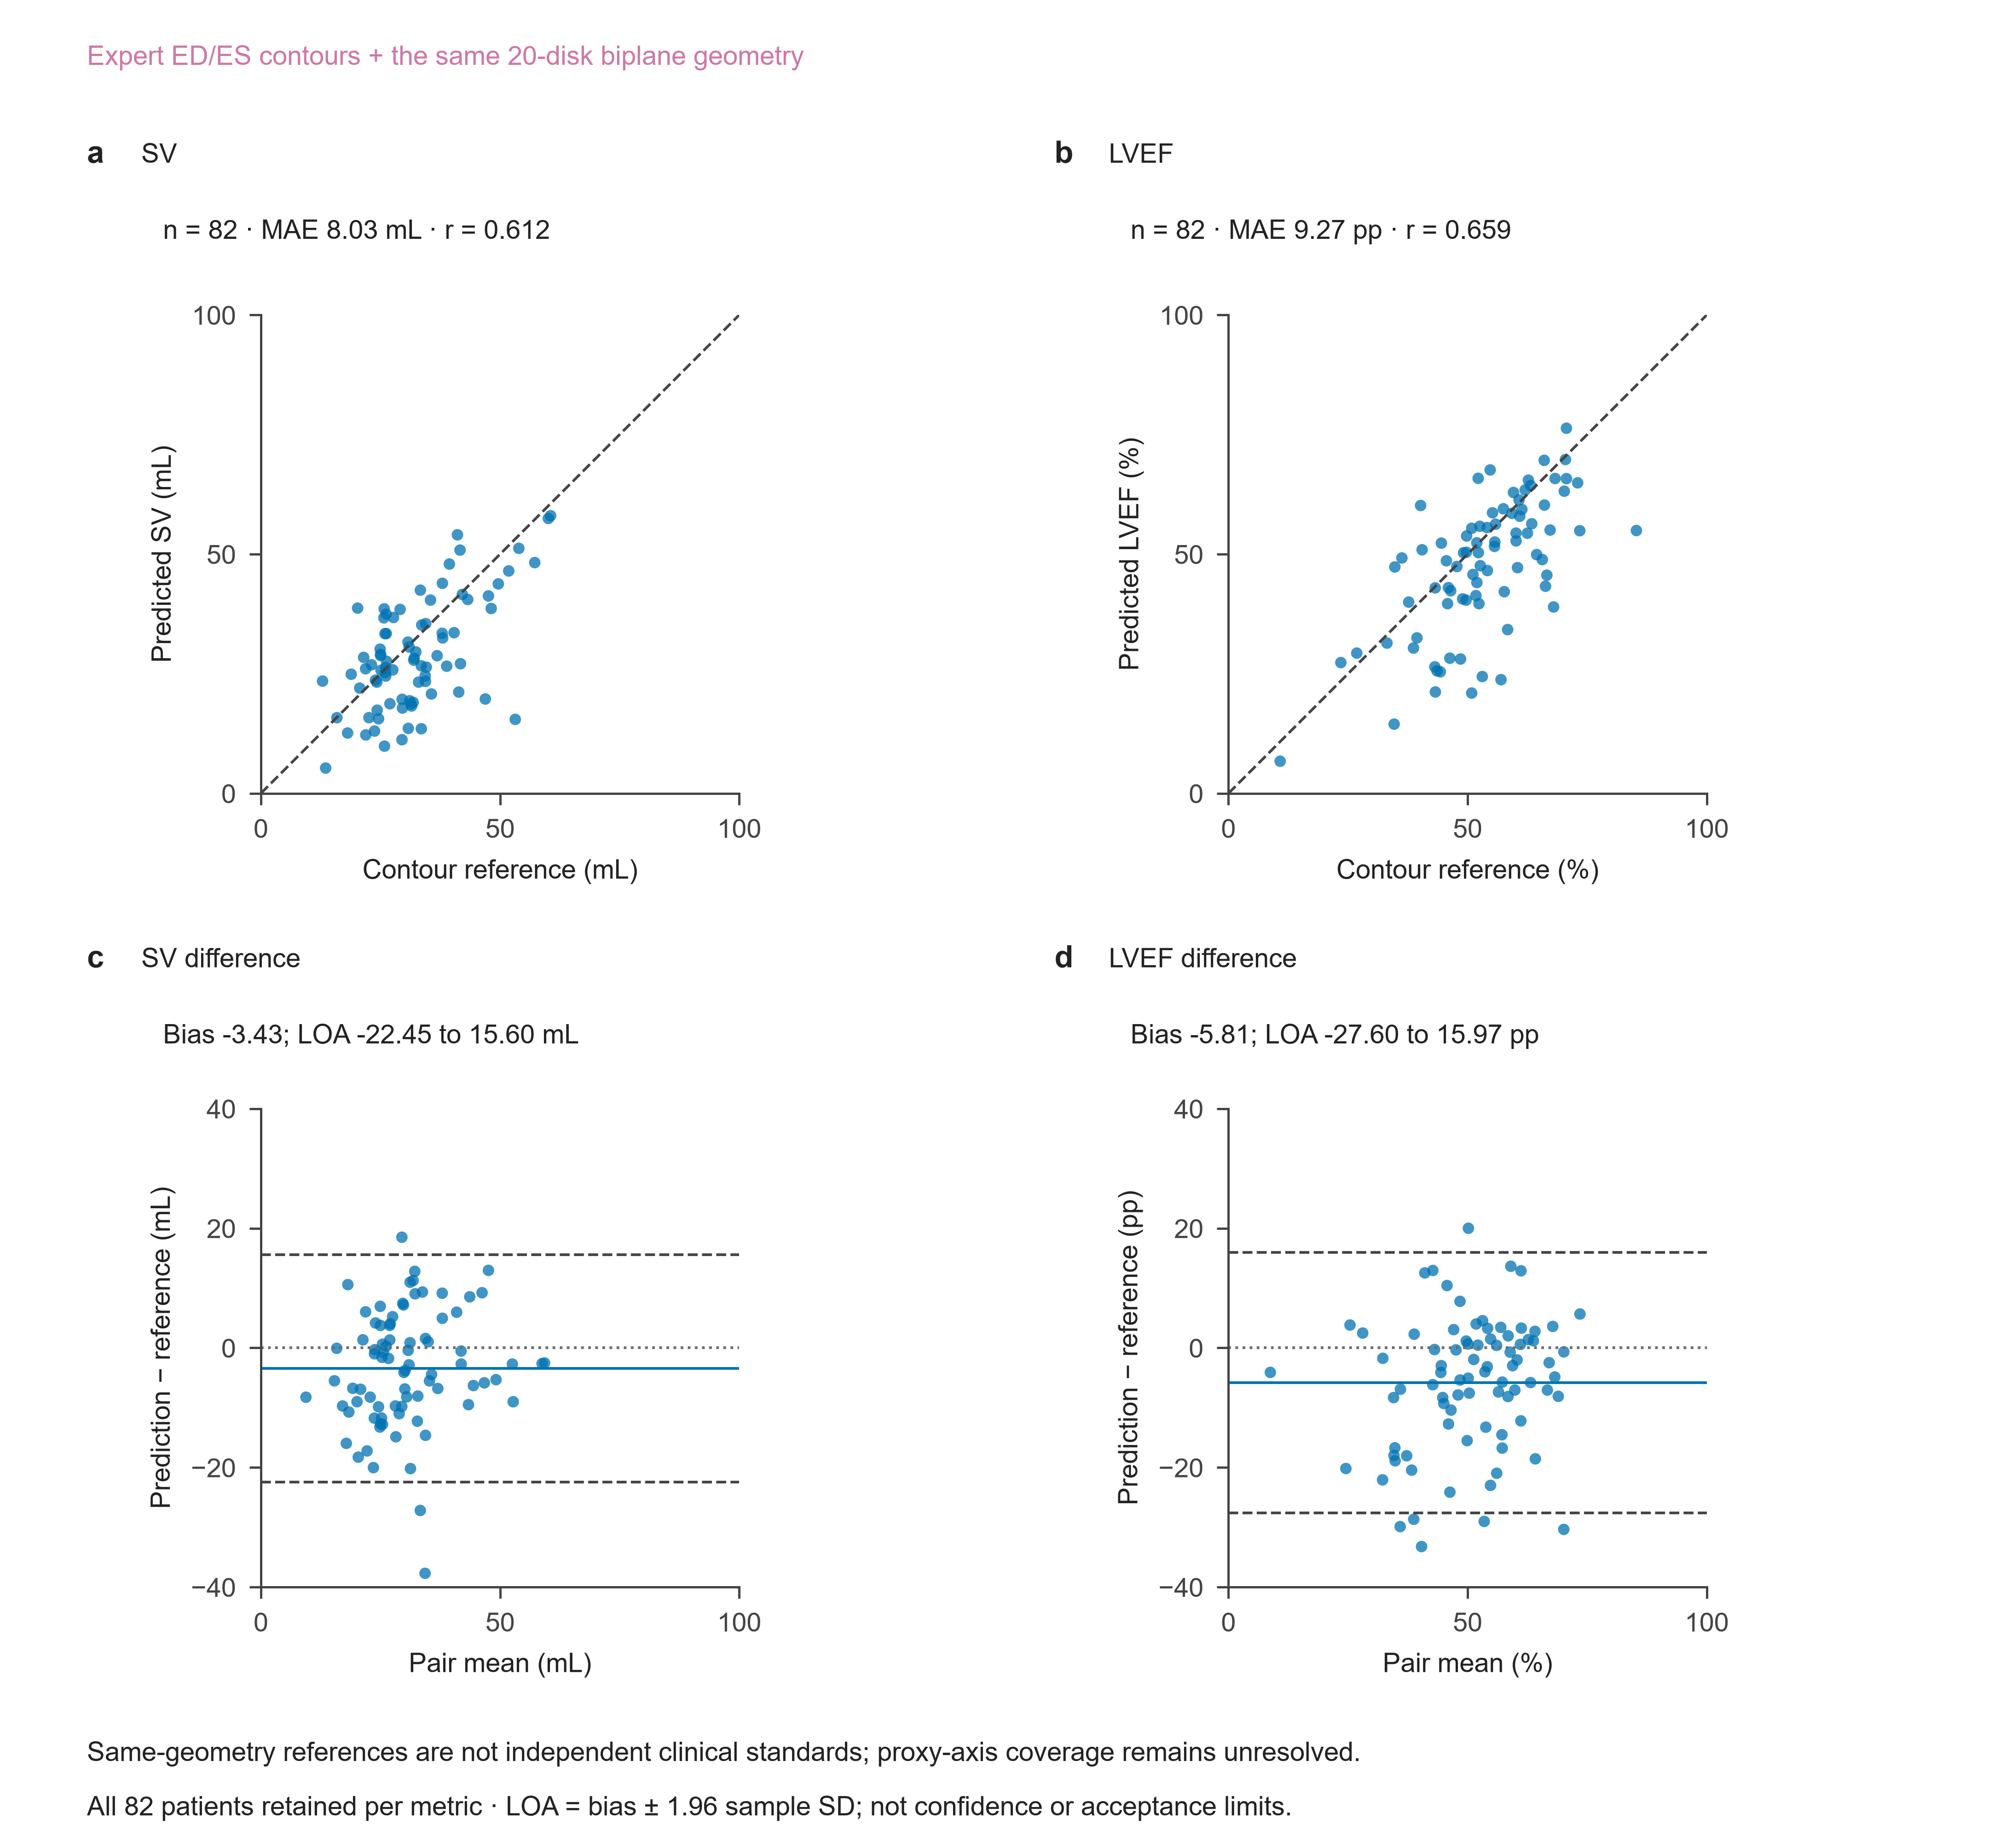 Expert ED/ES contours + the same 20-disk biplane geometry
a SV
n = 82 · MAE 8.03 mL · r = 0.612
100
50
0
0 50 100
Predicted SV (mL)
Contour reference (mL)
b LVEF
n = 82 · MAE 9.27 pp · r = 0.659
100
50
0
0 50 100
Predicted LVEF (%)
Contour reference (%)
c SV difference
Bias -3.43; LOA -22.45 to 15.60 mL
40
20
0
−20
−40
0 50 100
Prediction − reference (mL)
Pair mean (mL)
d LVEF difference
Bias -5.81; LOA -27.60 to 15.97 pp
40
20
0
−20
−40
0 50 100
Prediction − reference (pp)
Pair mean (%)
Same-geometry references are not independent clinical standards; proxy-axis coverage remains unresolved.
All 82 patients retained per metric · LOA = bias ± 1.96 sample SD; not confidence or acceptance limits.